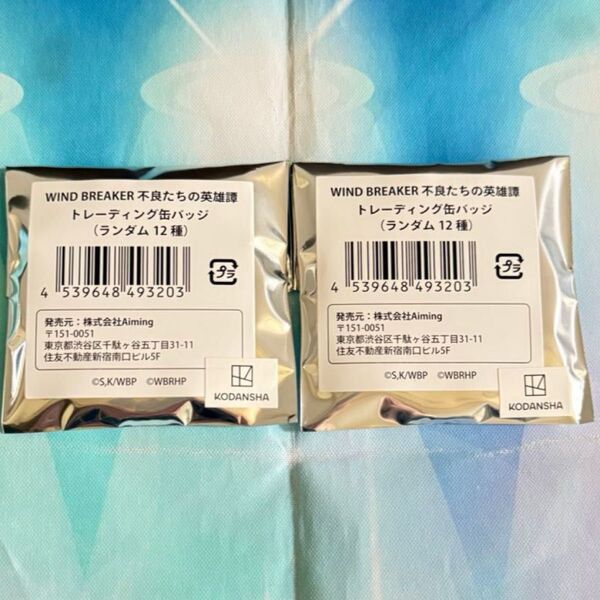 WIND BREAKER 不良たちの英雄譚
トレーディング缶バッジ
（ランダム 12 種）
4 539648 493203
プラ
発売元：株式会社Aiming
〒151-0051
東京都渋谷区千駄ヶ谷五丁目31-11
住友不動産新宿南口ビル5F
©S,K/WBP ©WBRHP
KODANSHA
WIND BREAKER 不良たちの英雄譚
トレーディング缶バッジ
（ランダム 12 種）
4 539648 493203
プラ
発売元：株式会社Aiming
〒151-0051
東京都渋谷区千駄ヶ谷五丁目31-11
住友不動産新宿南口ビル5F
©S,K/WBP ©WBRHP
KODANSHA